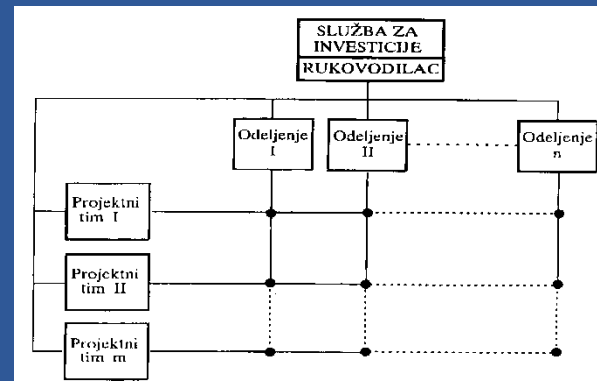 SLUŽBA ZA
INVESTICIJE
RUKOVODILAC
Odeljenje
I
Odeljenje
II
Odeljenje
n
Projektni
tim I
Projektni
tim II
Projektni
tim m